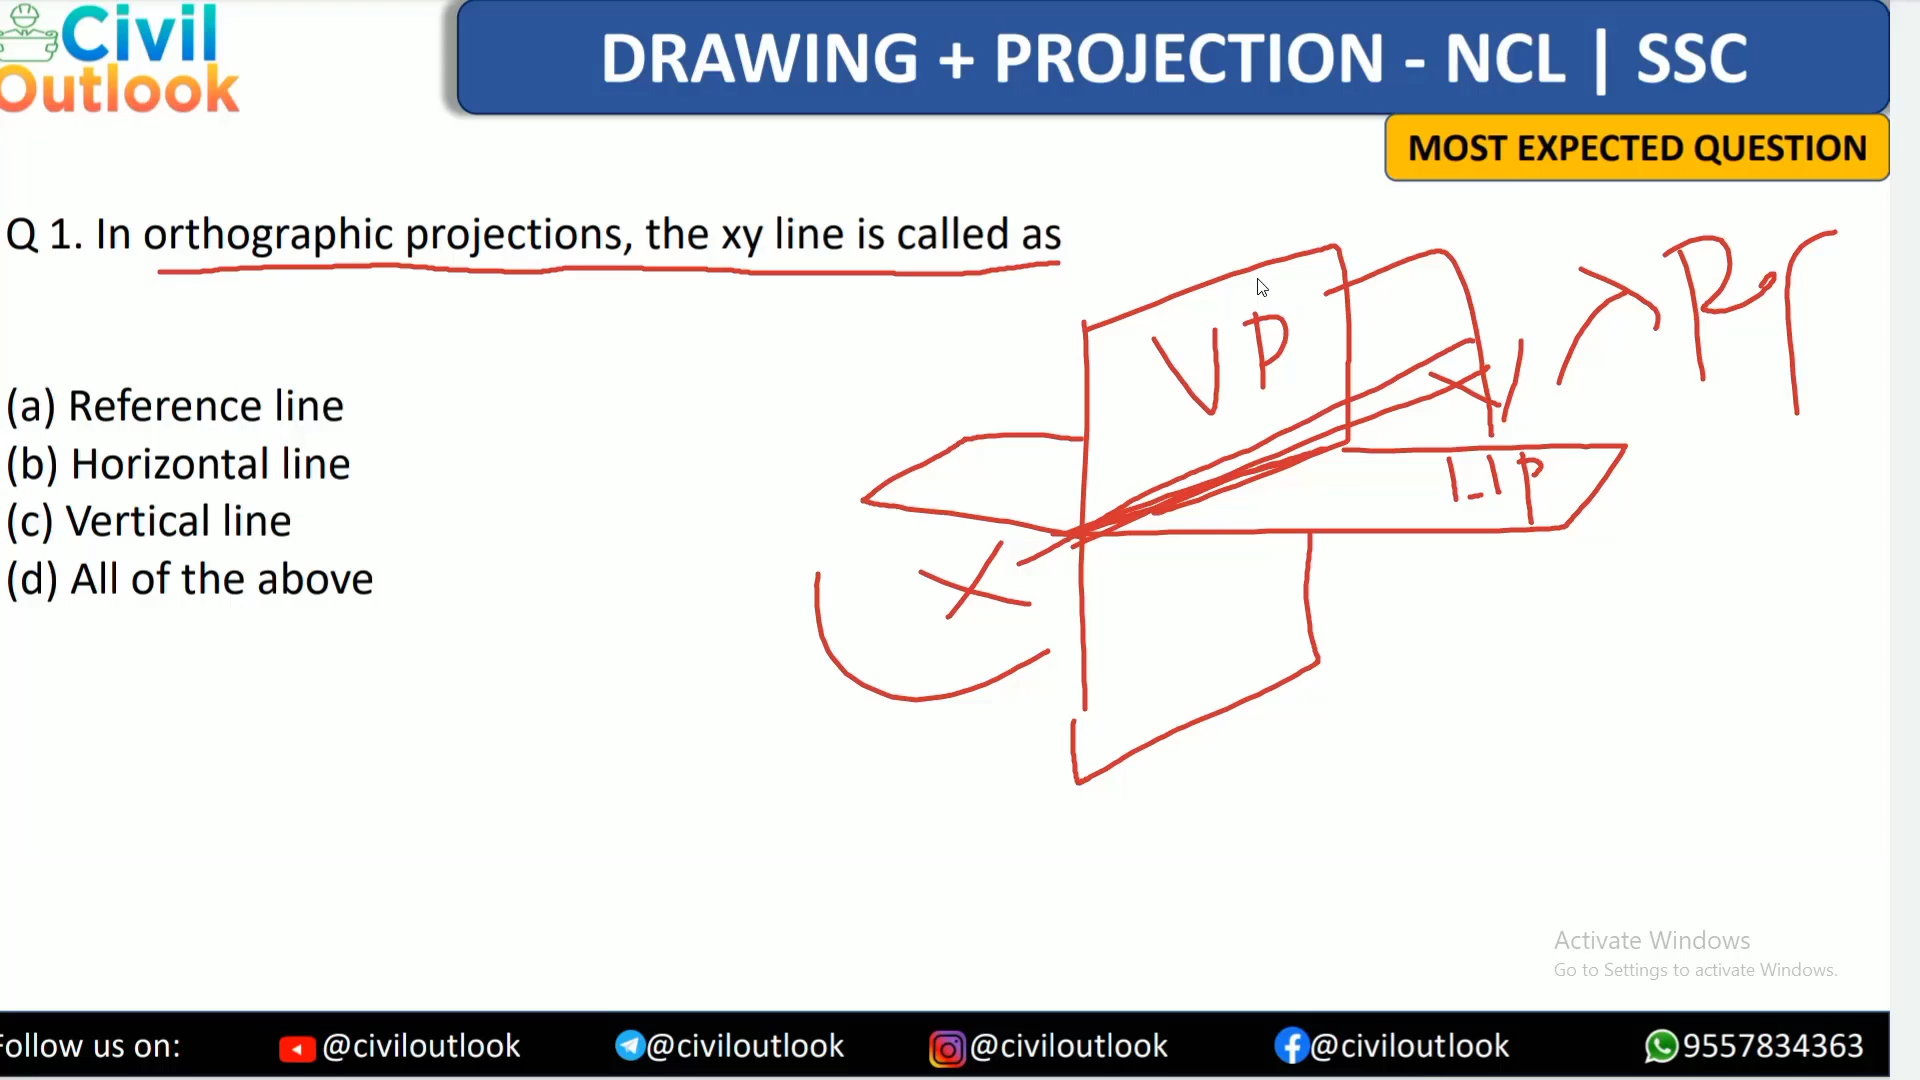 Civil
Outlook
DRAWING + PROJECTION - NCL | SSC
MOST EXPECTED QUESTION
Q 1. In orthographic projections, the xy line is called as
(a) Reference line
(b) Horizontal line
(c) Vertical line
(d) All of the above
VP
Ref
HP
X
Activate Windows
Go to Settings to activate Windows.
Follow us on:
@civiloutlook
@civiloutlook
@civiloutlook
@civiloutlook
9557834363